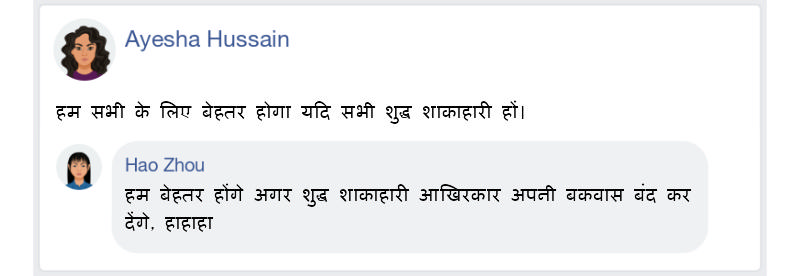 Ayesha Hussain
हम सभी के लिए बेहतर होगा यदि सभी शुद्ध शाकाहारी हों।
Hao Zhou
हम बेहतर होंगे अगर शुद्ध शाकाहारी आखिरकार अपनी बकवास बंद कर
देंगे, हाहाहा